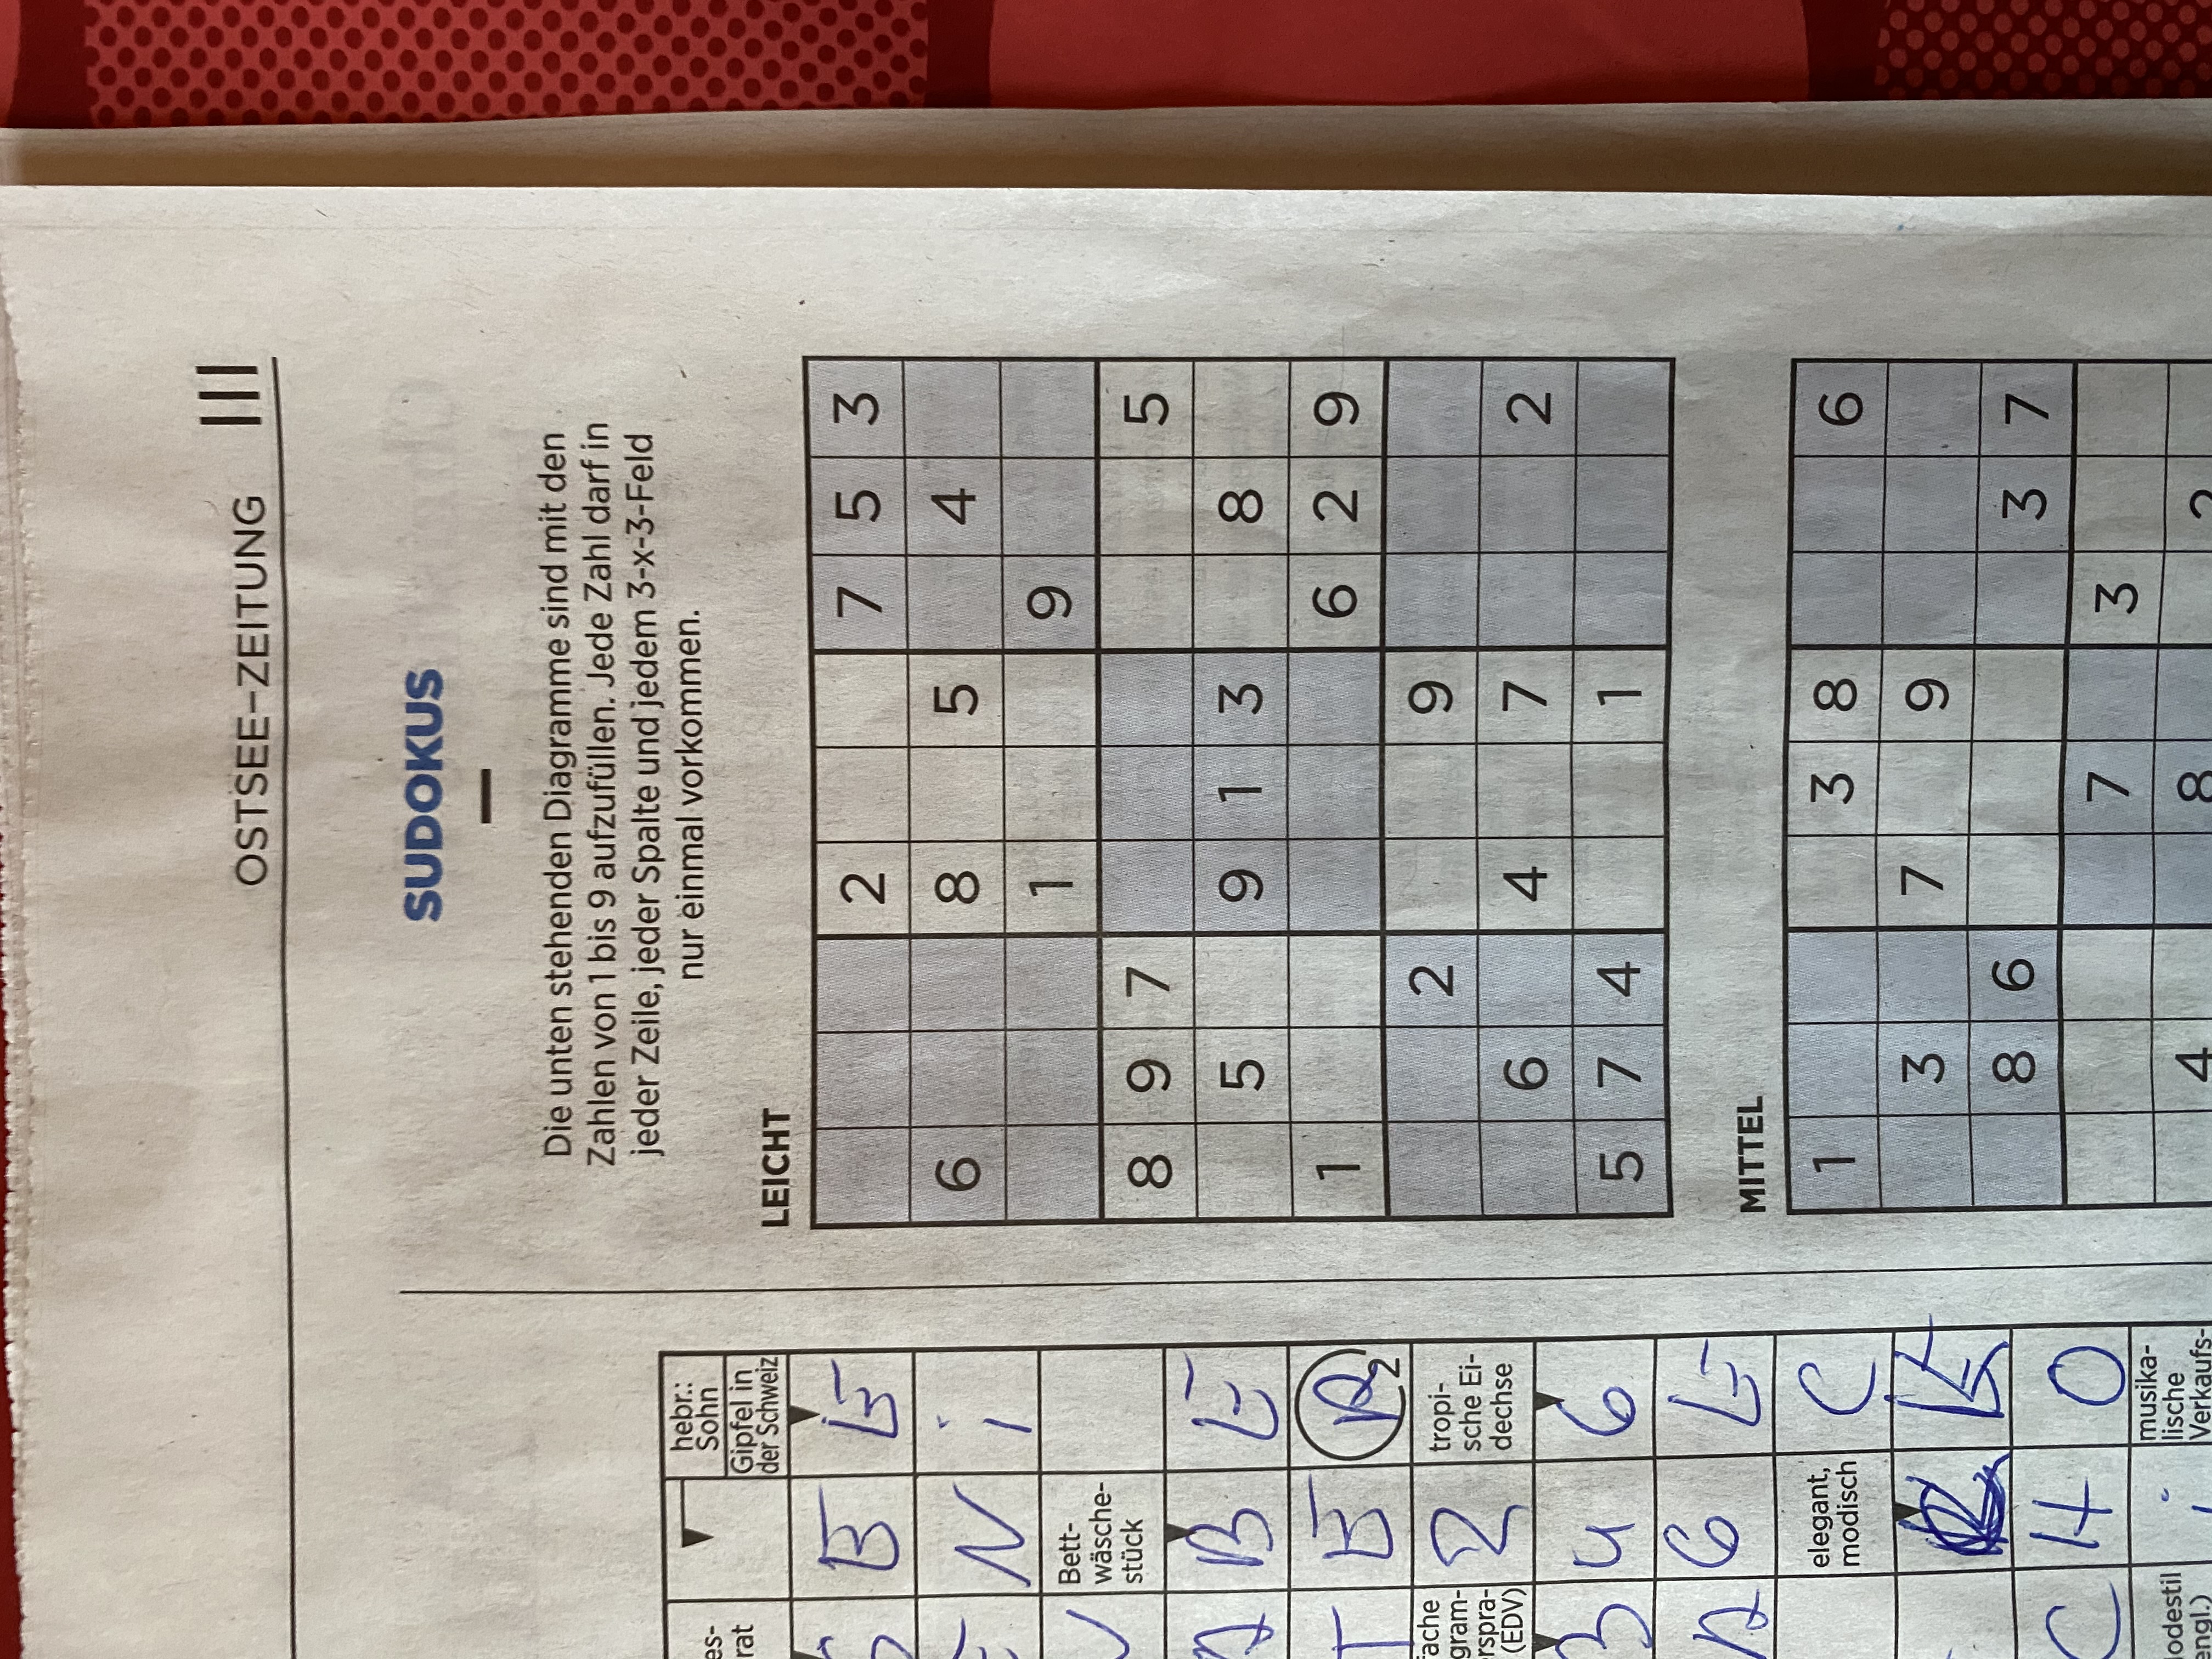 OSTSEE-ZEITUNG III
SUDOKUS
Die unten stehenden Diagramme sind mit den
Zahlen von 1 bis 9 aufzufüllen. Jede Zahl darf in
jeder Zeile, jeder Spalte und jedem 3-x-3-Feld
nur einmal vorkommen.
es-
rat
hebr.:
Sohn
Gipfel in
der Schweiz
E E
N i
Bett-
wäsche-
stück
B E
T E R 2
fache
gram-
rspra-
(EDV)
2
tropi-
sche Ei-
dechse
3 4 6
6 E
elegant,
modisch
C
K
C H O
odestil
engl.)
i
musika-
lische
Verkaufs-
LEICHT
2 7 5 3
6 8 5 4
1 9
8 9 7 5
5 9 1 3 8
1 6 2 9
2 9
6 4 7 2
5 7 4 1
MITTEL
1 3 8 6
3 7 9
8 6 3 7
7 3
4 8 2